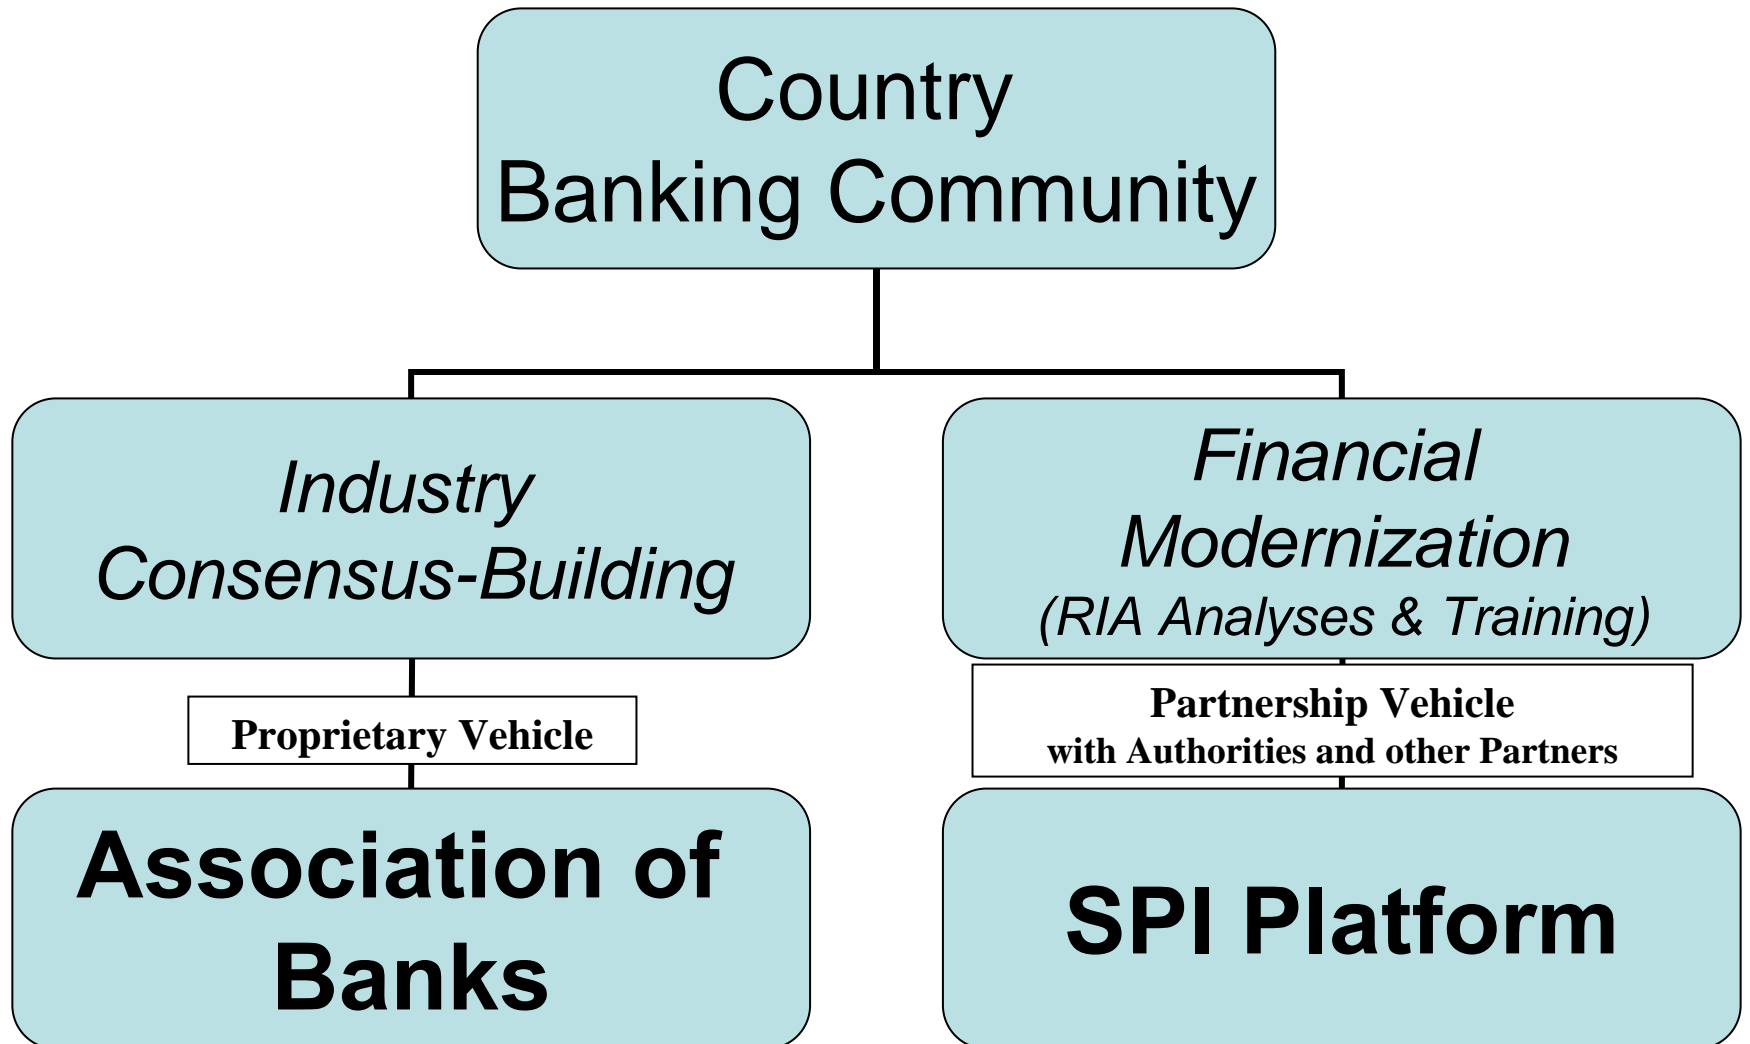 Country
Banking Community
Industry
Consensus-Building
Financial
Modernization
(RIA Analyses & Training)
Proprietary Vehicle
Partnership Vehicle
with Authorities and other Partners
Association of
Banks
SPI Platform